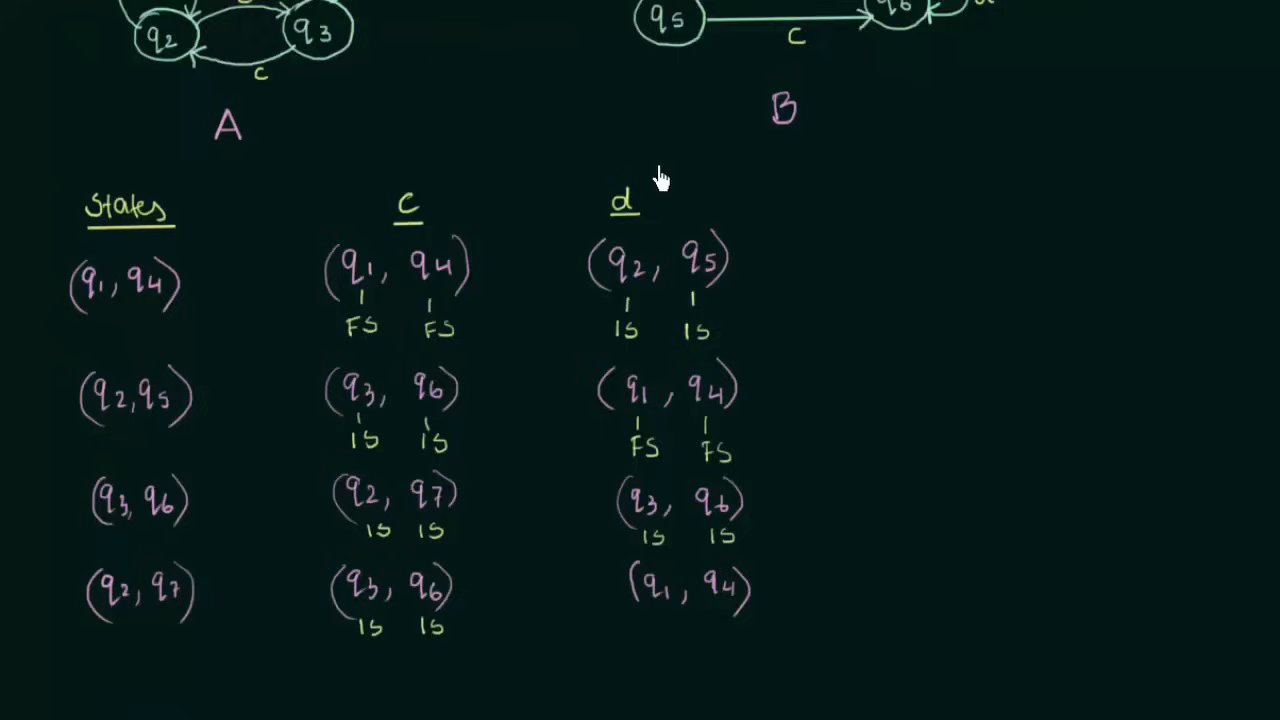 q2 q3 q5 q6
c c
A B
States c d
(q1, q4) (q1, q4) (q2, q5)
FS FS IS IS
(q2, q5) (q3, q6) (q1, q4)
IS IS FS FS
(q3, q6) (q2, q7) (q3, q6)
IS IS IS IS
(q2, q7) (q3, q6) (q1, q4)
IS IS